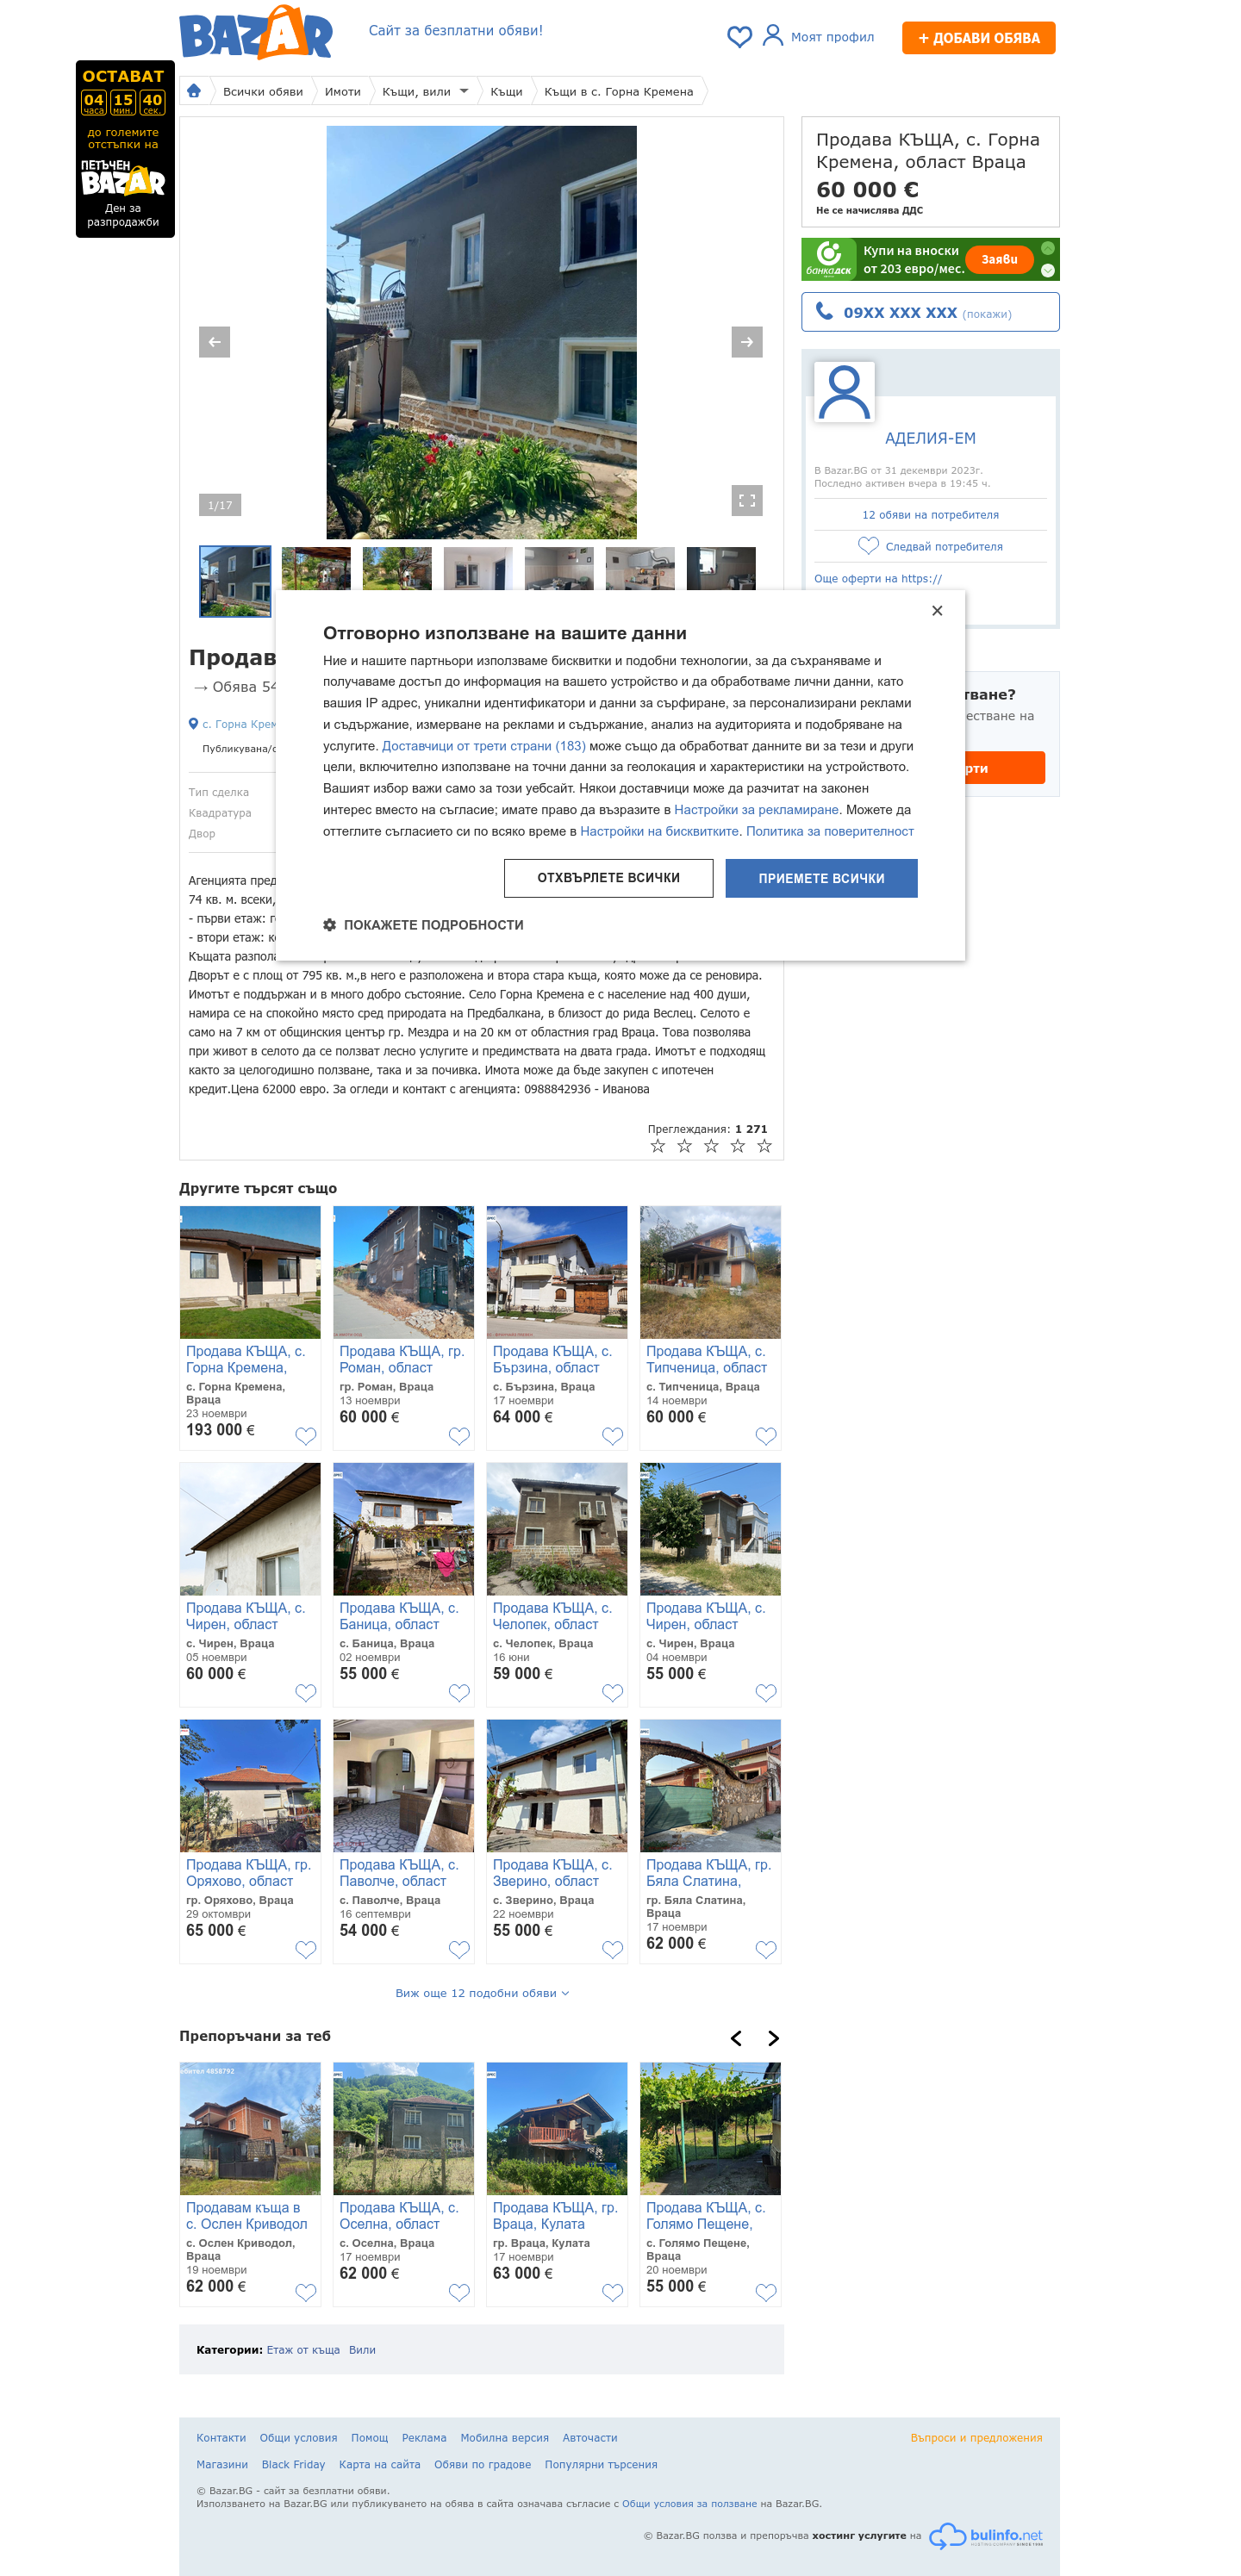 BAZAR
Сайт за безплатни обяви!
Моят профил
+ ДОБАВИ ОБЯВА
ОСТАВАТ
04 15 40
часа мин. сек.
до големите
отстъпки на
ПЕТЪЧЕН
BAZAR
Ден за
разпродажби
Всички обяви
Имоти
Къщи, вили
Къщи
Къщи в с. Горна Кремена
1/17
Продава КЪЩА, с. Горна
Кремена, област Враца
60 000 €
Не се начислява ДДС
банка дск
Купи на вноски
от 203 евро/мес.
Заяви
09XX XXX XXX (покажи)
АДЕЛИЯ-ЕМ
В Bazar.BG от 31 декември 2023г.
Последно активен вчера в 19:45 ч.
12 обяви на потребителя
Следвай потребителя
Още оферти на https://
Продав
→ Обява 54
с. Горна Крем
Публикувана/о
Тип сделка
Квадратура
Двор
Отговорно използване на вашите данни
Ние и нашите партньори използваме бисквитки и подобни технологии, за да съхраняваме и
получаваме достъп до информация на вашето устройство и да обработваме лични данни, като
вашия IP адрес, уникални идентификатори и данни за сърфиране, за персонализирани реклами
и съдържание, измерване на реклами и съдържание, анализ на аудиторията и подобряване на
услугите. Доставчици от трети страни (183) може също да обработват данните ви за тези и други
цели, включително използване на точни данни за геолокация и характеристики на устройството.
Вашият избор важи само за този уебсайт. Някои доставчици може да разчитат на законен
интерес вместо на съгласие; имате право да възразите в Настройки за рекламиране. Можете да
оттеглите съгласието си по всяко време в Настройки на бисквитките. Политика за поверителност
ОТХВЪРЛЕТЕ ВСИЧКИ
ПРИЕМЕТЕ ВСИЧКИ
ПОКАЖЕТЕ ПОДРОБНОСТИ
тване?
естване на
рти
Агенцията пред
74 кв. м. всеки,
- първи етаж: г
- втори етаж: к
Къщата разпола
Дворът е с площ от 795 кв. м.,в него е разположена и втора стара къща, която може да се реновира.
Имотът е поддържан и в много добро състояние. Село Горна Кремена е с население над 400 души,
намира се на спокойно място сред природата на Предбалкана, в близост до рида Веслец. Селото е
само на 7 км от общинския център гр. Мездра и на 20 км от областния град Враца. Това позволява
при живот в селото да се ползват лесно услугите и предимствата на двата града. Имотът е подходящ
както за целогодишно ползване, така и за почивка. Имота може да бъде закупен с ипотечен
кредит.Цена 62000 евро. За огледи и контакт с агенцията: 0988842936 - Иванова
Преглеждания: 1 271
Другите търсят също
Продава КЪЩА, с.
Горна Кремена,
с. Горна Кремена,
Враца
23 ноември
193 000 €
Продава КЪЩА, гр.
Роман, област
гр. Роман, Враца
13 ноември
60 000 €
Продава КЪЩА, с.
Бързина, област
с. Бързина, Враца
17 ноември
64 000 €
Продава КЪЩА, с.
Типченица, област
с. Типченица, Враца
14 ноември
60 000 €
Продава КЪЩА, с.
Чирен, област
с. Чирен, Враца
05 ноември
60 000 €
Продава КЪЩА, с.
Баница, област
с. Баница, Враца
02 ноември
55 000 €
Продава КЪЩА, с.
Челопек, област
с. Челопек, Враца
16 юни
59 000 €
Продава КЪЩА, с.
Чирен, област
с. Чирен, Враца
04 ноември
55 000 €
Продава КЪЩА, гр.
Оряхово, област
гр. Оряхово, Враца
29 октомври
65 000 €
Продава КЪЩА, с.
Паволче, област
с. Паволче, Враца
16 септември
54 000 €
Продава КЪЩА, с.
Зверино, област
с. Зверино, Враца
22 ноември
55 000 €
Продава КЪЩА, гр.
Бяла Слатина,
гр. Бяла Слатина,
Враца
17 ноември
62 000 €
Виж още 12 подобни обяви
Препоръчани за теб
Продавам къща в
с. Ослен Криводол
с. Ослен Криводол,
Враца
19 ноември
62 000 €
Продава КЪЩА, с.
Оселна, област
с. Оселна, Враца
17 ноември
62 000 €
Продава КЪЩА, гр.
Враца, Кулата
гр. Враца, Кулата
17 ноември
63 000 €
Продава КЪЩА, с.
Голямо Пещене,
с. Голямо Пещене,
Враца
20 ноември
55 000 €
Категории: Етаж от къща Вили
Контакти Общи условия Помощ Реклама Мобилна версия Авточасти
Въпроси и предложения
Магазини Black Friday Карта на сайта Обяви по градове Популярни търсения
© Bazar.BG - сайт за безплатни обяви.
Използването на Bazar.BG или публикуването на обява в сайта означава съгласие с Общи условия за ползване на Bazar.BG.
© Bazar.BG ползва и препоръчва хостинг услугите на
bulinfo.net